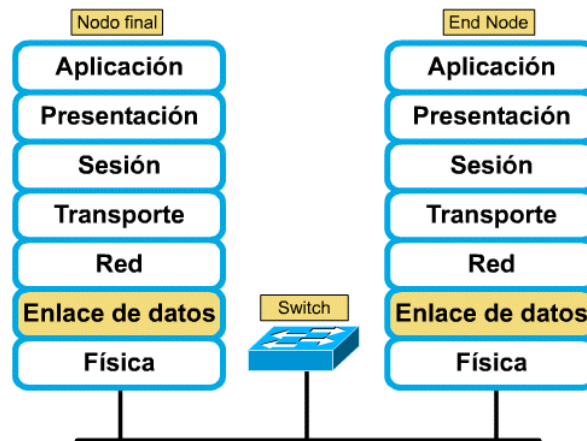 Nodo final
Aplicación
Presentación
Sesión
Transporte
Red
Enlace de datos
Física
Switch
End Node
Aplicación
Presentación
Sesión
Transporte
Red
Enlace de datos
Física